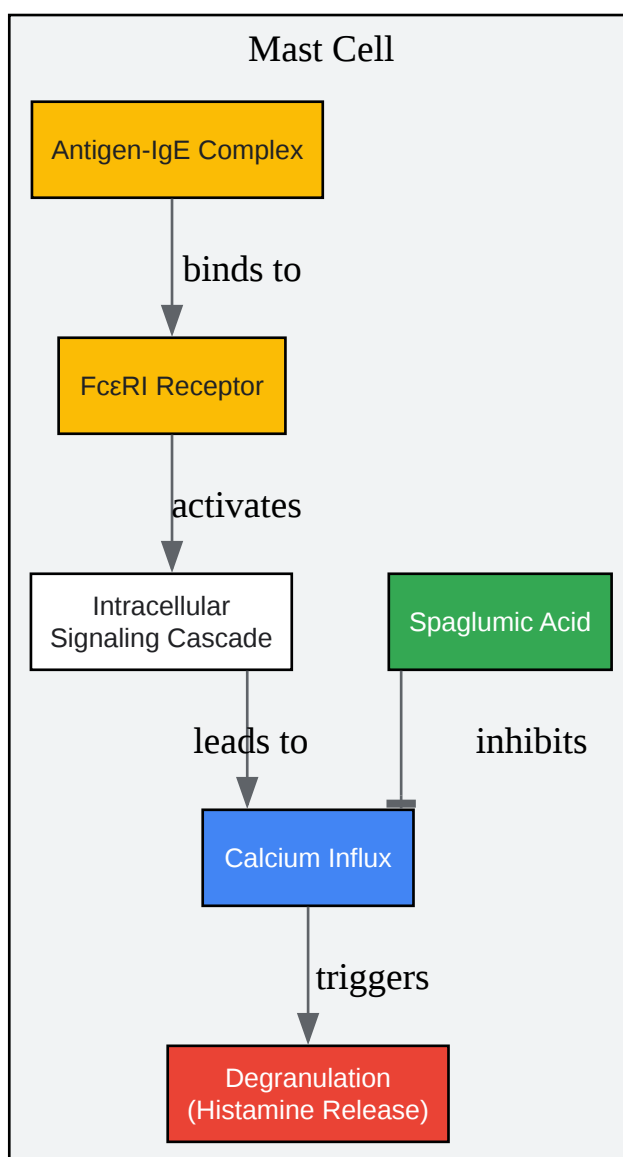 Mast Cell
Antigen-IgE Complex
binds to
FcεRI Receptor
activates
Intracellular
Signaling Cascade
Spaglumic Acid
leads to
inhibits
Calcium Influx
triggers
Degranulation
(Histamine Release)